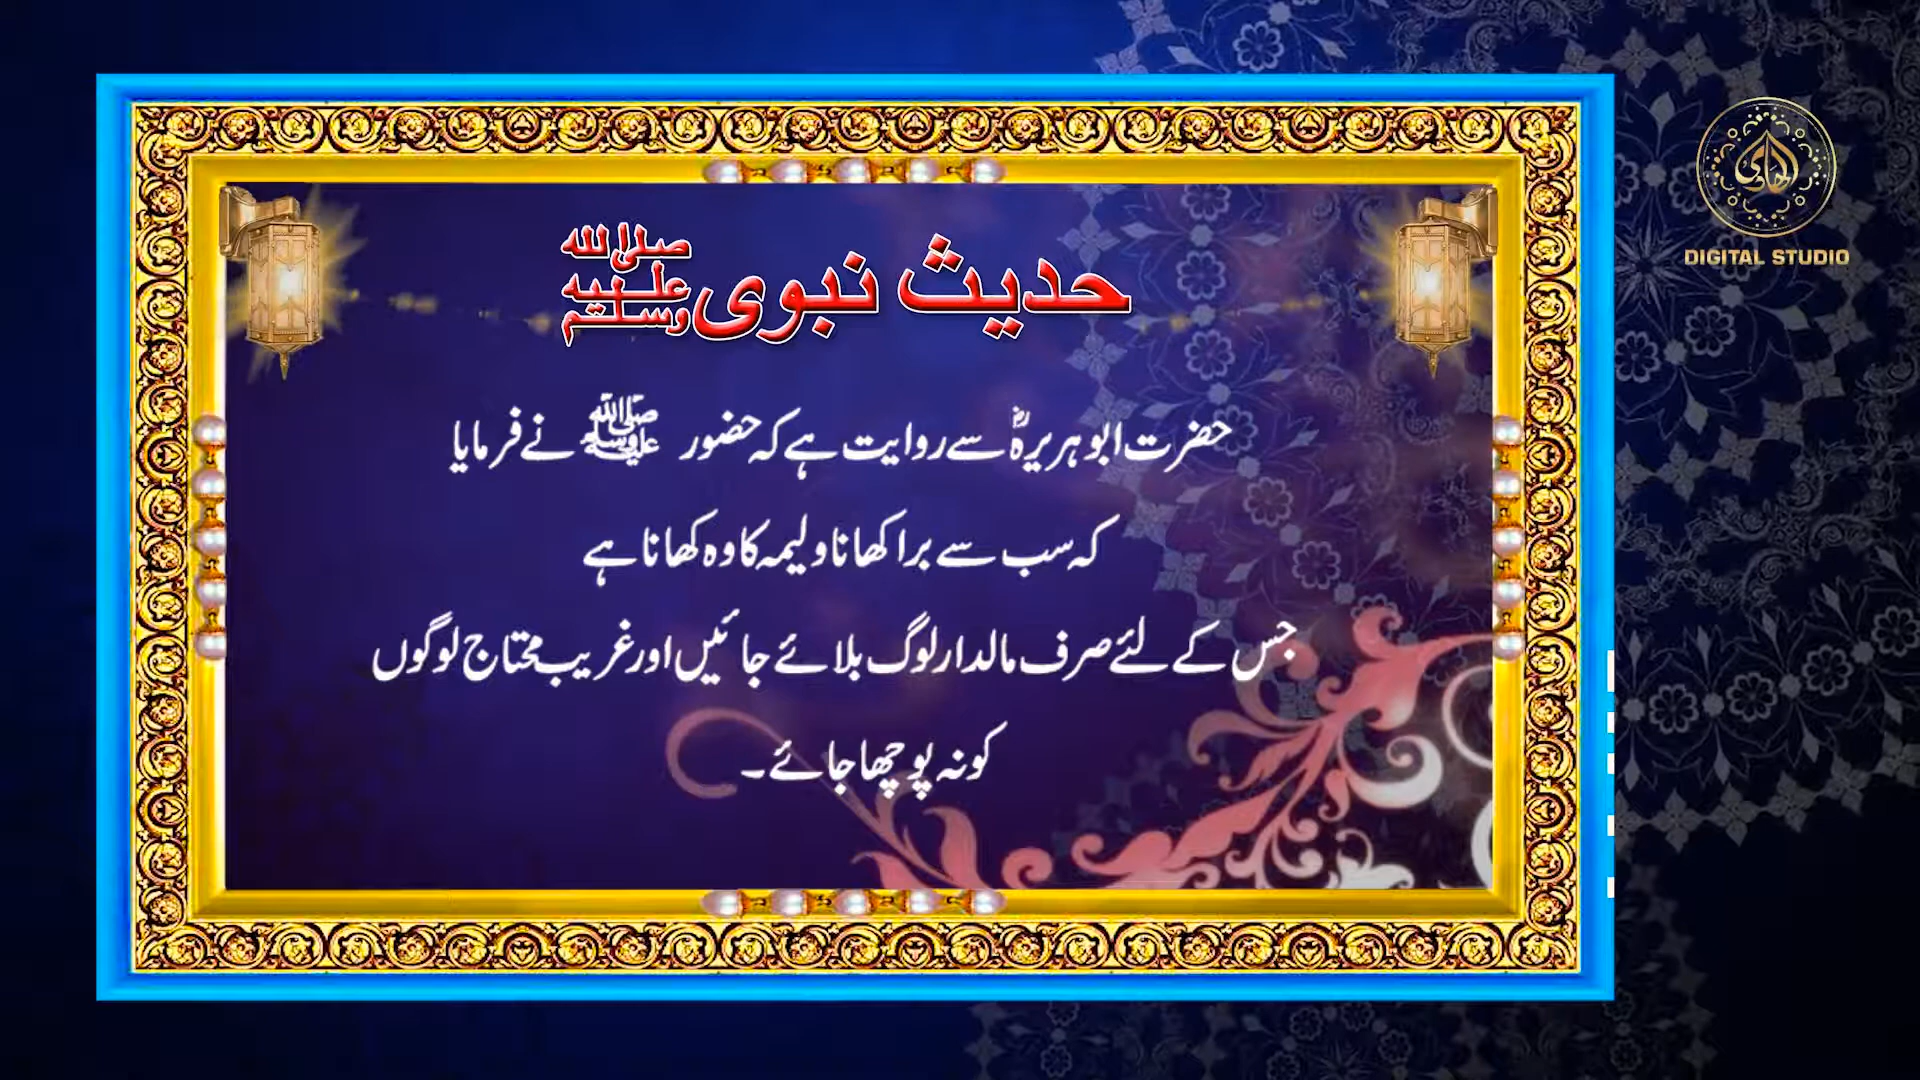 حدیث نبوی ﷺ
حضرت ابوہریرہؓ سے روایت ہے کہ حضور ﷺ نے فرمایا
کہ سب سے برا کھانا ولیمہ کا وہ کھانا ہے
جس کے لئے صرف مالدار لوگ بلائے جائیں اور غریب محتاج لوگوں
کو نہ پوچھا جائے۔
الھادی
DIGITAL STUDIO